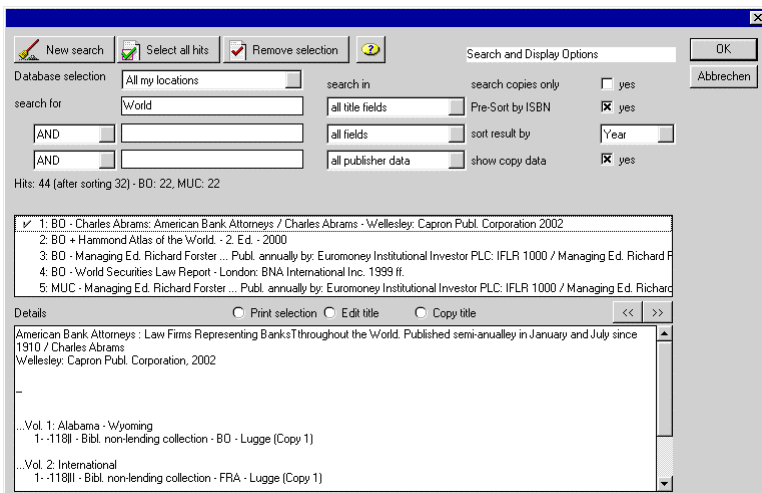 New search
Select all hits
Remove selection
Search and Display Options
OK
Database selection
All my locations
search in
search copies only
yes
Abbrechen
search for
World
all title fields
Pre-Sort by ISBN
yes
AND
all fields
sort result by
Year
AND
all publisher data
show copy data
yes
Hits: 44 (after sorting 32) - BO: 22, MUC: 22
1: BO - Charles Abrams: American Bank Attorneys / Charles Abrams - Wellesley: Capron Publ. Corporation 2002
2: BO + Hammond Atlas of the World. - 2. Ed. - 2000
3: BO - Managing Ed. Richard Forster ... Publ. annually by: Euromoney Institutional Investor PLC: IFLR 1000 / Managing Ed. Richard F
4: BO - World Securities Law Report - London: BNA International Inc. 1999 ff.
5: MUC - Managing Ed. Richard Forster ... Publ. annually by: Euromoney Institutional Investor PLC: IFLR 1000 / Managing Ed. Richard
Details
Print selection
Edit title
Copy title
<< >>
American Bank Attorneys : Law Firms Representing BanksTthroughout the World. Published semi-anualley in January and July since
1910 / Charles Abrams
Wellesley: Capron Publ. Corporation, 2002
_
...Vol. 1: Alabama - Wyoming
1- -118|I - Bibl. non-lending collection - BO - Lugge (Copy 1)
...Vol. 2: International
1- -118|II - Bibl. non-lending collection - FRA - Lugge (Copy 1)